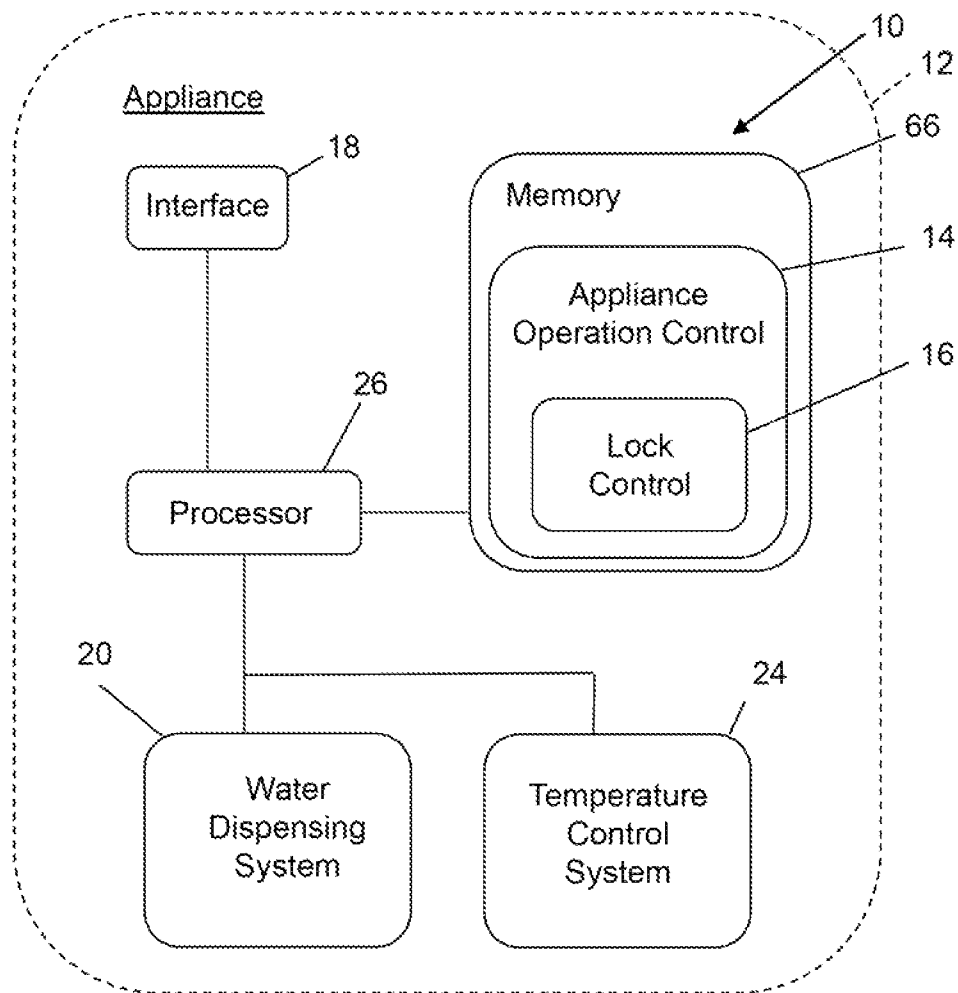 10
12
Appliance
66
18
Memory
Interface
14
Appliance
Operation Control
16
26
Lock
Control
Processor
20
24
Water
Dispensing
System
Temperature
Control
System